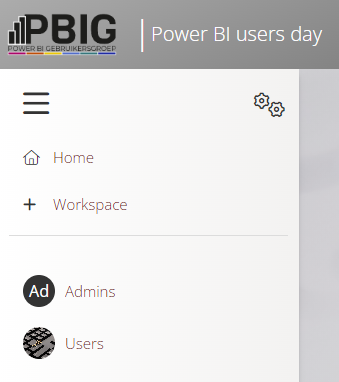 PBIG
POWER BI GEBRUIKERSGROEP
Power BI users day
Home
Workspace
Ad Admins
Users